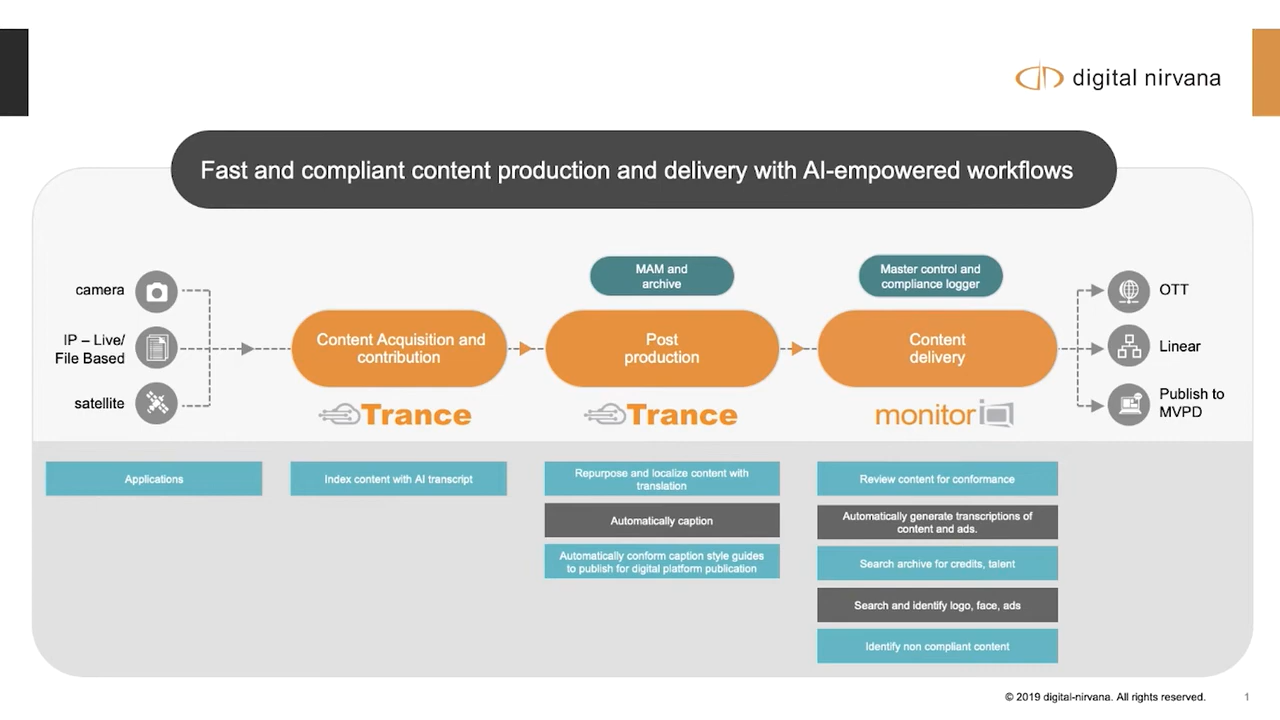 digital nirvana
Fast and compliant content production and delivery with AI-empowered workflows
camera
IP – Live/
File Based
satellite
Content Acquisition and
contribution
Trance
MAM and
archive
Post
production
Trance
Master control and
compliance logger
Content
delivery
monitor iQ
OTT
Linear
Publish to
MVPD
Applications
Index content with AI transcript
Repurpose and localize content with
translation
Automatically caption
Automatically conform caption style guides
to publish for digital platform publication
Review content for conformance
Automatically generate transcriptions of
content and ads.
Search archive for credits, talent
Search and identify logo, face, ads
Identify non compliant content
© 2019 digital-nirvana. All rights reserved.
1